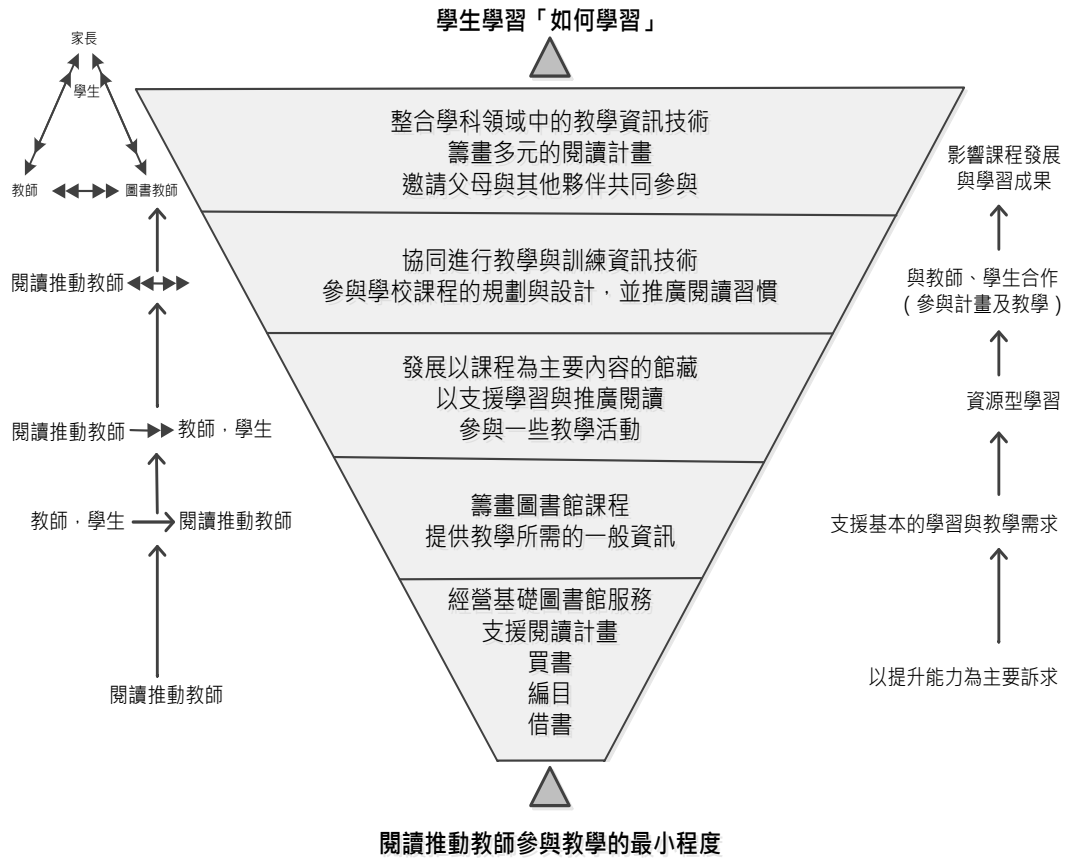 學生學習「如何學習」
家長
學生
教師
圖書教師
閱讀推動教師
閱讀推動教師
教師．學生
教師．學生
閱讀推動教師
閱讀推動教師
整合學科領域中的教學資訊技術
籌畫多元的閱讀計畫
邀請父母與其他夥伴共同參與
協同進行教學與訓練資訊技術
參與學校課程的規劃與設計．並推廣閱讀習慣
發展以課程為主要內容的館藏
以支援學習與推廣閱讀
參與一些教學活動
籌畫圖書館課程
提供教學所需的一般資訊
經營基礎圖書館服務
支援閱讀計畫
買書
編目
借書
影響課程發展
與學習成果
與教師、學生合作
(參與計畫及教學)
資源型學習
支援基本的學習與教學需求
以提升能力為主要訴求
閱讀推動教師參與教學的最小程度